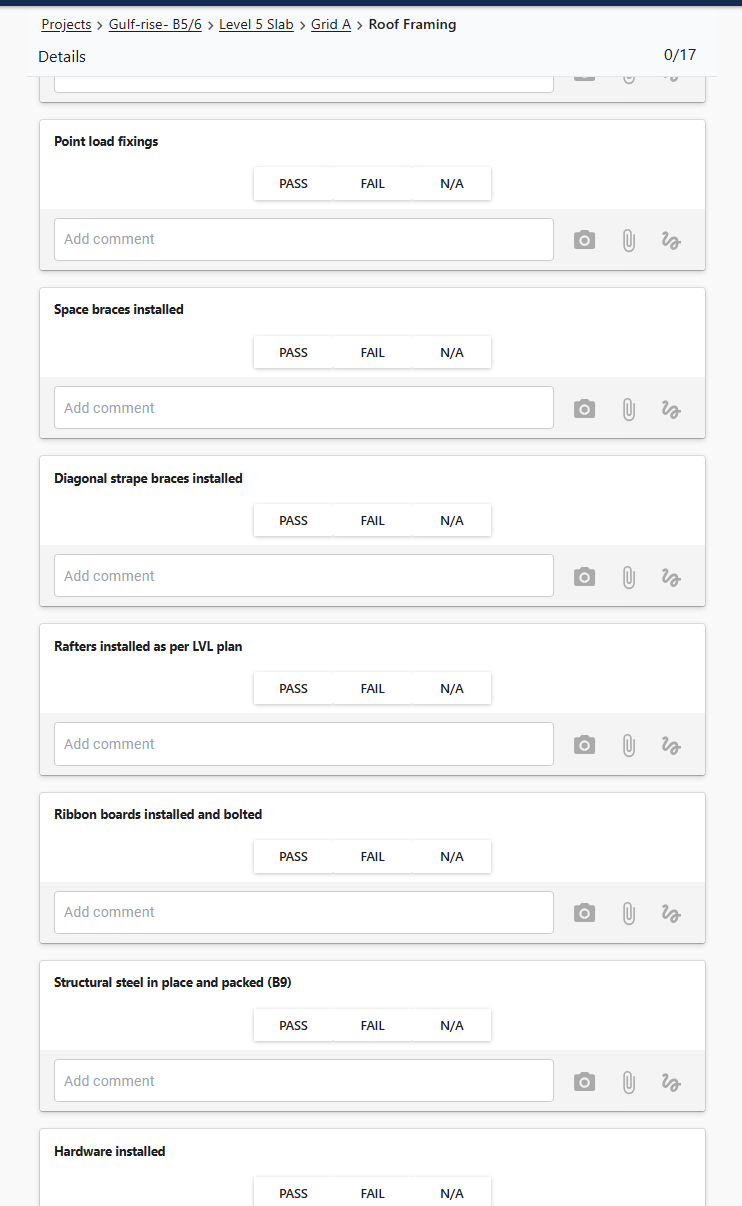 Projects > Gulf-rise- B5/6 > Level 5 Slab > Grid A > Roof Framing
Details 0/17
Point load fixings
PASS FAIL N/A
Add comment
Space braces installed
PASS FAIL N/A
Add comment
Diagonal strape braces installed
PASS FAIL N/A
Add comment
Rafters installed as per LVL plan
PASS FAIL N/A
Add comment
Ribbon boards installed and bolted
PASS FAIL N/A
Add comment
Structural steel in place and packed (B9)
PASS FAIL N/A
Add comment
Hardware installed
PASS FAIL N/A